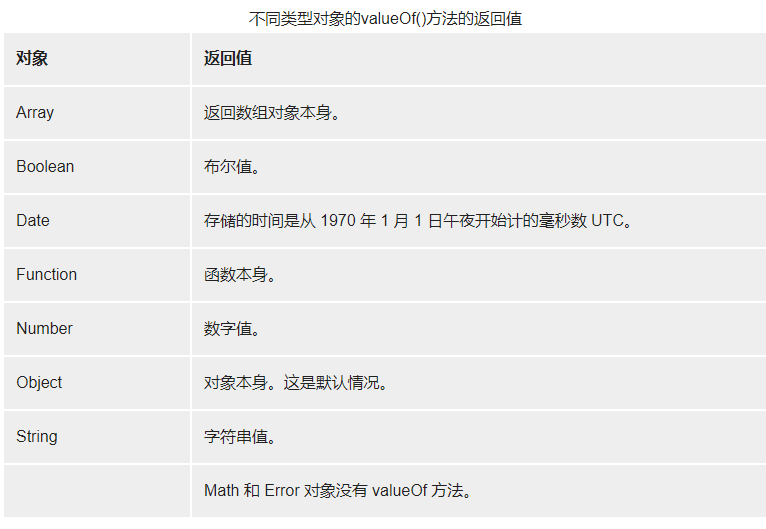 不同类型对象的valueOf()方法的返回值
对象 返回值
Array 返回数组对象本身。
Boolean 布尔值。
Date 存储的时间是从 1970 年 1 月 1 日午夜开始计的毫秒数 UTC。
Function 函数本身。
Number 数字值。
Object 对象本身。这是默认情况。
String 字符串值。
Math 和 Error 对象没有 valueOf 方法。